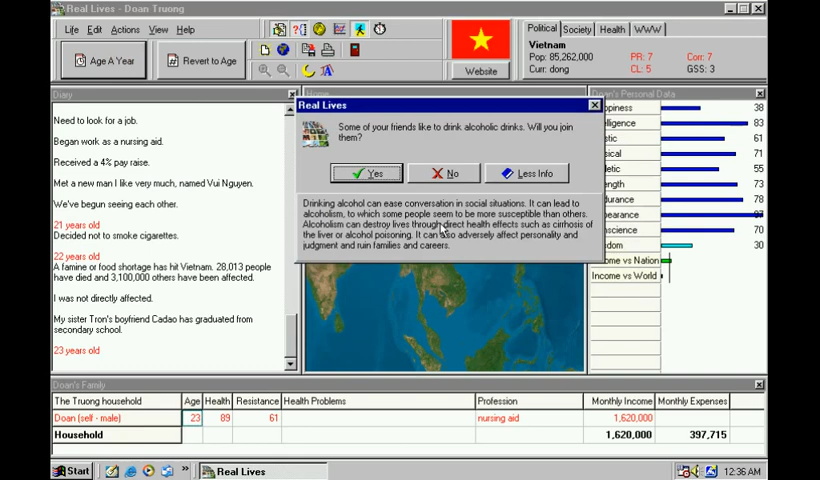 Real Lives - Doan Truong
Life Edit Actions View Help
Age A Year
Revert to Age
Website
Political Society Health WWW
Vietnam
Pop: 85,262,000 PR: 7 Corr: 7
Curr: dong CL: 5 GSS: 3
Diary
Need to look for a job.
Began work as a nursing aid.
Received a 4% pay raise.
Met a new man I like very much, named Vui Nguyen.
We've begun seeing each other.
21 years old
Decided not to smoke cigarettes.
22 years old
A famine or food shortage has hit Vietnam. 28,013 people
have died and 3,100,000 others have been affected.
I was not directly affected.
My sister Tron's boyfriend Cadao has graduated from
secondary school.
23 years old
Real Lives
Some of your friends like to drink alcoholic drinks. Will you join
them?
Yes No Less Info
Drinking alcohol can ease conversation in social situations. It can lead to
alcoholism, to which some people seem to be more susceptible than others.
Alcoholism can destroy lives through direct health effects such as cirrhosis of
the liver or alcohol poisoning. It can also adversely affect personality and
judgment and ruin families and careers.
Doan's Personal Data
ppiness 38
elligence 83
istic 61
sical 71
letic 55
ength 73
durance 78
pearance 87
nscience 70
sdom 30
ome vs Nation
Income vs World
Doan's Family
The Truong household Age Health Resistance Health Problems Profession Monthly Income Monthly Expenses
Doan (self - male) 23 89 61 nursing aid 1,620,000
Household 1,620,000 397,715
Start Real Lives 12:36 AM